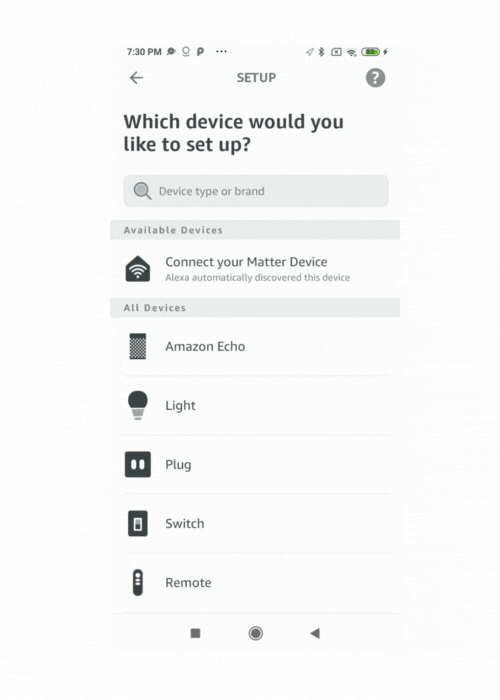 7:30 PM
SETUP
?
Which device would you
like to set up?
Device type or brand
Available Devices
Connect your Matter Device
Alexa automatically discovered this device
All Devices
Amazon Echo
Light
Plug
Switch
Remote